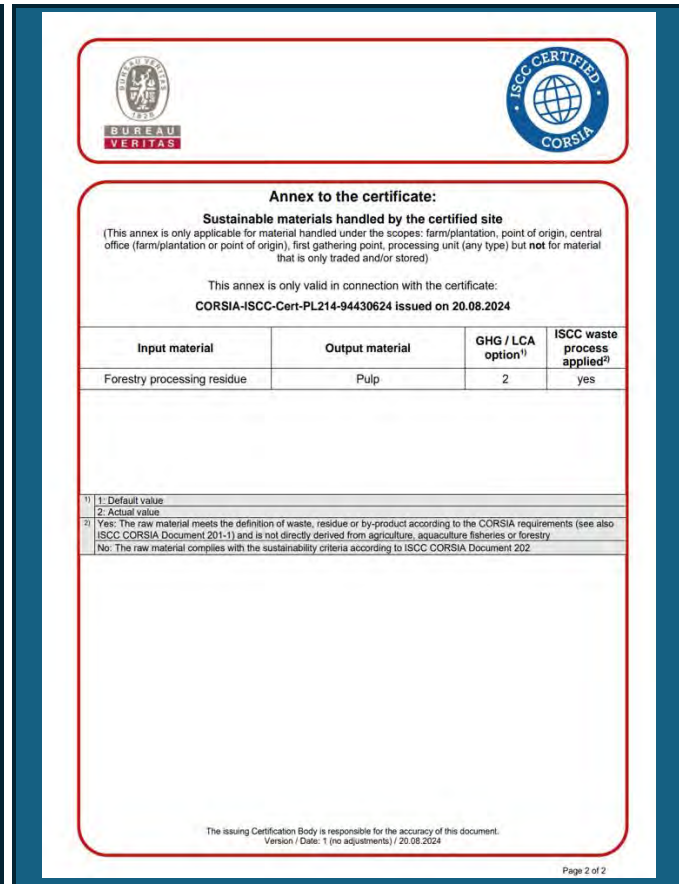 BUREAU VERITAS
1828
BUREAU
VERITAS
ISCC CERTIFIED
CORSIA
Annex to the certificate:
Sustainable materials handled by the certified site
(This annex is only applicable for material handled under the scopes: farm/plantation, point of origin, central
office (farm/plantation or point of origin), first gathering point, processing unit (any type) but not for material
that is only traded and/or stored)
This annex is only valid in connection with the certificate:
CORSIA-ISCC-Cert-PL214-94430624 issued on 20.08.2024
Input material Output material GHG / LCA option1) ISCC waste process applied2)
Forestry processing residue Pulp 2 yes
1) 1: Default value
2: Actual value
2) Yes: The raw material meets the definition of waste, residue or by-product according to the CORSIA requirements (see also
ISCC CORSIA Document 201-1) and is not directly derived from agriculture, aquaculture fisheries or forestry
No: The raw material complies with the sustainability criteria according to ISCC CORSIA Document 202
The issuing Certification Body is responsible for the accuracy of this document.
Version / Date: 1 (no adjustments) / 20.08.2024
Page 2 of 2